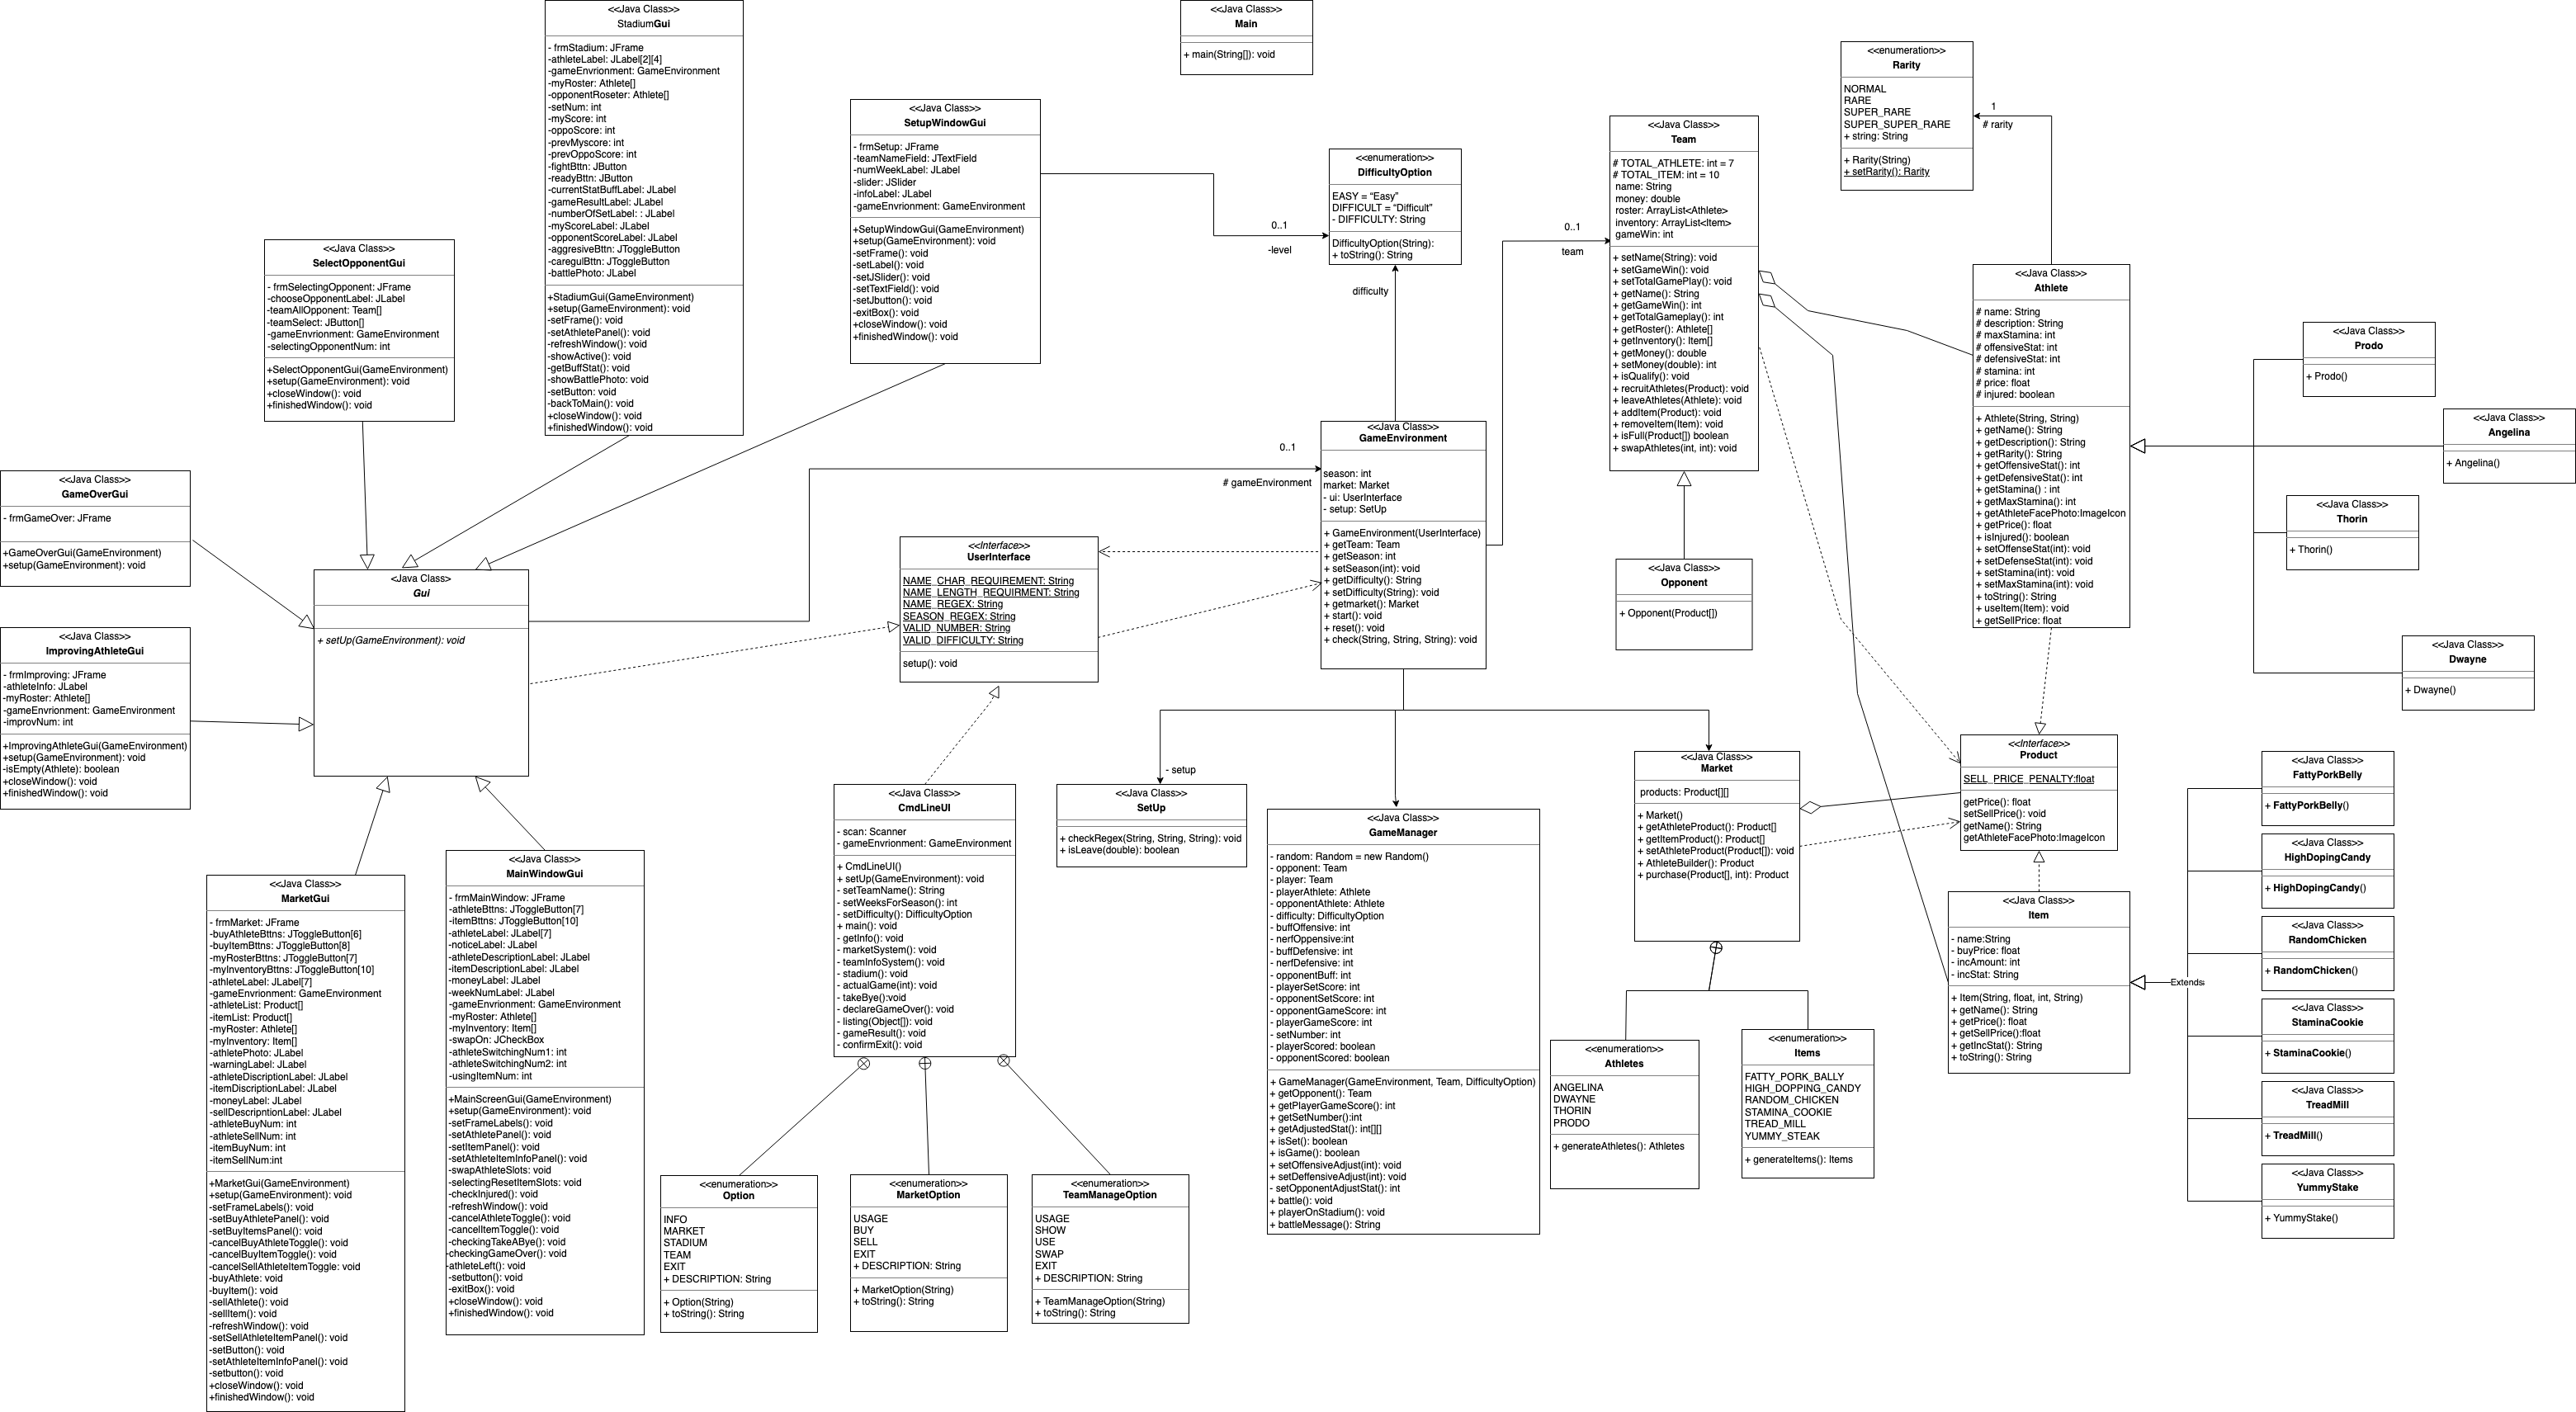 <<Java Class>>
StadiumGui
- frmStadium: JFrame
-athleteLabel: JLabel[2][4]
-gameEnvrionment: GameEnvironment
-myRoster: Athlete[]
-opponentRoseter: Athlete[]
-setNum: int
-myScore: int
-oppoScore: int
-prevMyscore: int
-prevOppoScore: int
-fightBttn: JButton
-readyBttn: JButton
-currentStatBuffLabel: JLabel
-gameResultLabel: JLabel
-numberOfSetLabel: : JLabel
-myScoreLabel: JLabel
-opponentScoreLabel: JLabel
-aggresiveBttn: JToggleButton
-caregulBttn: JToggleButton
-battlePhoto: JLabel
+StadiumGui(GameEnvironment)
+setup(GameEnvironment): void
-setFrame(): void
-setAthletePanel(): void
-refreshWindow(): void
-showActive(): void
-getBuffStat(): void
-showBattlePhoto: void
-setButton: void
-backToMain(): void
+closeWindow(): void
+finishedWindow(): void
<<Java Class>>
Main
+ main(String[]): void
<<enumeration>>
Rarity
NORMAL
RARE
SUPER_RARE
SUPER_SUPER_RARE
+ string: String
+ Rarity(String)
+ setRarity(); Rarity
1
# rarity
<<Java Class>>
SetupWindowGui
- frmSetup: JFrame
-teamNameField: JTextField
-numWeekLabel: JLabel
-slider: JSlider
-infoLabel: JLabel
-gameEnvrionment: GameEnvironment
+SetupWindowGui(GameEnvironment)
+setup(GameEnvironment): void
-setFrame(): void
-setLabel(): void
-setJSlider(): void
-setTextField(): void
-setJbutton(): void
-exitBox(): void
+closeWindow(): void
+finishedWindow(): void
0..1
-level
<<enumeration>>
DifficultyOption
EASY = “Easy”
DIFFICULT = “Difficult”
- DIFFICULTY: String
DifficultyOption(String):
+ toString(): String
difficulty
<<Java Class>>
Team
# TOTAL_ATHLETE: int = 7
# TOTAL_ITEM: int = 10
name: String
money: double
roster: ArrayList<Athlete>
inventory: ArrayList<Item>
gameWin: int
+ setName(String): void
+ setGameWin(): void
+ setTotalGamePlay(): void
+ getName(): String
+ getGameWin(): int
+ getTotalGameplay(): int
+ getRoster(): Athlete[]
+ getInventory(): Item[]
+ getMoney(): double
+ setMoney(double): int
+ isQualify(): void
+ recruitAthletes(Product): void
+ leaveAthletes(Athlete): void
+ addItem(Product): void
+ removeItem(Item): void
+ isFull(Product[]) boolean
+ swapAthletes(int, int): void
0..1
team
<<Java Class>>
SelectOpponentGui
- frmSelectingOpponent: JFrame
-chooseOpponentLabel: JLabel
-teamAllOpponent: Team[]
-teamSelect: JButton[]
-gameEnvrionment: GameEnvironment
-selectingOpponentNum: int
+SelectOpponentGui(GameEnvironment)
+setup(GameEnvironment): void
+closeWindow(): void
+finishedWindow(): void
<<Java Class>>
Athlete
# name: String
# description: String
# maxStamina: int
# offensiveStat: int
# defensiveStat: int
# stamina: int
# price: float
# injured: boolean
+ Athlete(String, String)
+ getName(): String
+ getDescription(): String
+ getRarity(): String
+ getOffensiveStat(): int
+ getDefensiveStat(): int
+ getStamina() : int
+ getMaxStamina(): int
+ getAthleteFacePhoto:ImageIcon
+ getPrice(): float
+ isInjured(): boolean
+ setOffenseStat(int): void
+ setDefenseStat(int): void
+ setStamina(int): void
+ setMaxStamina(int): void
+ toString(): String
+ useItem(Item): void
+ getSellPrice: float
<<Java Class>>
Prodo
+ Prodo()
<<Java Class>>
Angelina
+ Angelina()
<<Java Class>>
Thorin
+ Thorin()
<<Java Class>>
Dwayne
+ Dwayne()
<<Java Class>>
GameEnvironment
season: int
market: Market
- ui: UserInterface
- setup: SetUp
+ GameEnvironment(UserInterface)
+ getTeam: Team
+ getSeason: int
+ setSeason(int): void
+ getDifficulty(): String
+ setDifficulty(String): void
+ getmarket(): Market
+ start(): void
+ reset(): void
+ check(String, String, String): void
0..1
# gameEnvironment
<<Java Class>>
GameOverGui
- frmGameOver: JFrame
+GameOverGui(GameEnvironment)
+setup(GameEnvironment): void
<<Interface>>
UserInterface
NAME_CHAR_REQUIREMENT: String
NAME_LENGTH_REQUIRMENT: String
NAME_REGEX: String
SEASON_REGEX: String
VALID_NUMBER: String
VALID_DIFFICULTY: String
setup(): void
<<Java Class>>
Opponent
+ Opponent(Product[])
<Java Class>
Gui
+ setUp(GameEnvironment): void
<<Java Class>>
ImprovingAthleteGui
- frmImproving: JFrame
-athleteInfo: JLabel
-myRoster: Athlete[]
-gameEnvrionment: GameEnvironment
-improvNum: int
+ImprovingAthleteGui(GameEnvironment)
+setup(GameEnvironment): void
-isEmpty(Athlete): boolean
+closeWindow(): void
+finishedWindow(): void
<<Interface>>
Product
SELL_PRICE_PENALTY:float
getPrice(): float
setSellPrice(): void
getName(): String
getAthleteFacePhoto:ImageIcon
<<Java Class>>
Market
products: Product[][]
+ Market()
+ getAthleteProduct(): Product[]
+ getItemProduct(): Product[]
+ setAthleteProduct(Product[]): void
+ AthleteBuilder(): Product
+ purchase(Product[], int): Product
- setup
<<Java Class>>
SetUp
+ checkRegex(String, String, String): void
+ isLeave(double): boolean
<<Java Class>>
CmdLineUI
- scan: Scanner
- gameEnvrionment: GameEnvironment
+ CmdLineUI()
+ setUp(GameEnvironment): void
- setTeamName(): String
- setWeeksForSeason(): int
- setDifficulty(): DifficultyOption
+ main(): void
- getInfo(): void
- marketSystem(): void
- teamInfoSystem(): void
- stadium(): void
- actualGame(int): void
- takeBye():void
- declareGameOver(): void
- listing(Object[]): void
- gameResult(): void
- confirmExit(): void
<<Java Class>>
GameManager
- random: Random = new Random()
- opponent: Team
- player: Team
- playerAthlete: Athlete
- opponentAthlete: Athlete
- difficulty: DifficultyOption
- buffOffensive: int
- nerfOppensive:int
- buffDefensive: int
- nerfDefensive: int
- opponentBuff: int
- playerSetScore: int
- opponentSetScore: int
- opponentGameScore: int
- playerGameScore: int
- setNumber: int
- playerScored: boolean
- opponentScored: boolean
+ GameManager(GameEnvironment, Team, DifficultyOption)
+ getOpponent(): Team
+ getPlayerGameScore(): int
+ getSetNumber():int
+ getAdjustedStat(): int[][]
+ isSet(): boolean
+ isGame(): boolean
+ setOffensiveAdjust(int): void
+ setDeffensiveAdjust(int): void
- setOpponentAdjustStat(): int
+ battle(): void
+ playerOnStadium(): void
+ battleMessage(): String
<<Java Class>>
MainWindowGui
- frmMainWindow: JFrame
-athleteBttns: JToggleButton[7]
-itemBttns: JToggleButton[10]
-athleteLabel: JLabel[7]
-noticeLabel: JLabel
-athleteDescriptionLabel: JLabel
-itemDescriptionLabel: JLabel
-moneyLabel: JLabel
-weekNumLabel: JLabel
-gameEnvrionment: GameEnvironment
-myRoster: Athlete[]
-myInventory: Item[]
-swapOn: JCheckBox
-athleteSwitchingNum1: int
-athleteSwitchingNum2: int
-usingItemNum: int
+MainScreenGui(GameEnvironment)
+setup(GameEnvironment): void
-setFrameLabels(): void
-setAthletePanel(): void
-setItemPanel(): void
-setAthleteItemInfoPanel(): void
-swapAthleteSlots: void
-selectingResetItemSlots: void
-checkInjured(): void
-refreshWindow(): void
-cancelAthleteToggle(): void
-cancelItemToggle(): void
-checkingTakeABye(): void
-checkingGameOver(): void
-athleteLeft(): void
-setbutton(): void
-exitBox(): void
+closeWindow(): void
+finishedWindow(): void
<<Java Class>>
MarketGui
- frmMarket: JFrame
-buyAthleteBttns: JToggleButton[6]
-buyItemBttns: JToggleButton[8]
-myRosterBttns: JToggleButton[7]
-myInventoryBttns: JToggleButton[10]
-athleteLabel: JLabel[7]
-gameEnvrionment: GameEnvironment
-athleteList: Product[]
-itemList: Product[]
-myRoster: Athlete[]
-myInventory: Item[]
-athletePhoto: JLabel
-warningLabel: JLabel
-athleteDiscriptionLabel: JLabel
-itemDiscriptionLabel: JLabel
-moneyLabel: JLabel
-sellDescripntionLabel: JLabel
-athleteBuyNum: int
-athleteSellNum: int
-itemBuyNum: int
-itemSellNum:int
+MarketGui(GameEnvironment)
+setup(GameEnvironment): void
-setFrameLabels(): void
-setBuyAthletePanel(): void
-setBuyItemsPanel(): void
-cancelBuyAthleteToggle(): void
-cancelBuyItemToggle(): void
-cancelSellAthleteItemToggle: void
-buyAthlete: void
-buyItem(): void
-sellAthlete(): void
-sellItem(): void
-refreshWindow(): void
-setSellAthleteItemPanel(): void
-setButton(): void
-setAthleteItemInfoPanel(): void
-setbutton(): void
+closeWindow(): void
+finishedWindow(): void
<<Java Class>>
Item
- name:String
- buyPrice: float
- incAmount: int
- incStat: String
+ Item(String, float, int, String)
+ getName(): String
+ getPrice(): float
+ getSellPrice():float
+ getIncStat(): String
+ toString(): String
Extends
<<Java Class>>
FattyPorkBelly
+ FattyPorkBelly()
<<Java Class>>
HighDopingCandy
+ HighDopingCandy()
<<Java Class>>
RandomChicken
+ RandomChicken()
<<Java Class>>
StaminaCookie
+ StaminaCookie()
<<Java Class>>
TreadMill
+ TreadMill()
<<Java Class>>
YummyStake
+ YummyStake()
<<enumeration>>
Athletes
ANGELINA
DWAYNE
THORIN
PRODO
+ generateAthletes(): Athletes
<<enumeration>>
Items
FATTY_PORK_BALLY
HIGH_DOPPING_CANDY
RANDOM_CHICKEN
STAMINA_COOKIE
TREAD_MILL
YUMMY_STEAK
+ generateItems(): Items
<<enumeration>>
Option
INFO
MARKET
STADIUM
TEAM
EXIT
+ DESCRIPTION: String
+ Option(String)
+ toString(): String
<<enumeration>>
MarketOption
USAGE
BUY
SELL
EXIT
+ DESCRIPTION: String
+ MarketOption(String)
+ toString(): String
<<enumeration>>
TeamManageOption
USAGE
SHOW
USE
SWAP
EXIT
+ DESCRIPTION: String
+ TeamManageOption(String)
+ toString(): String